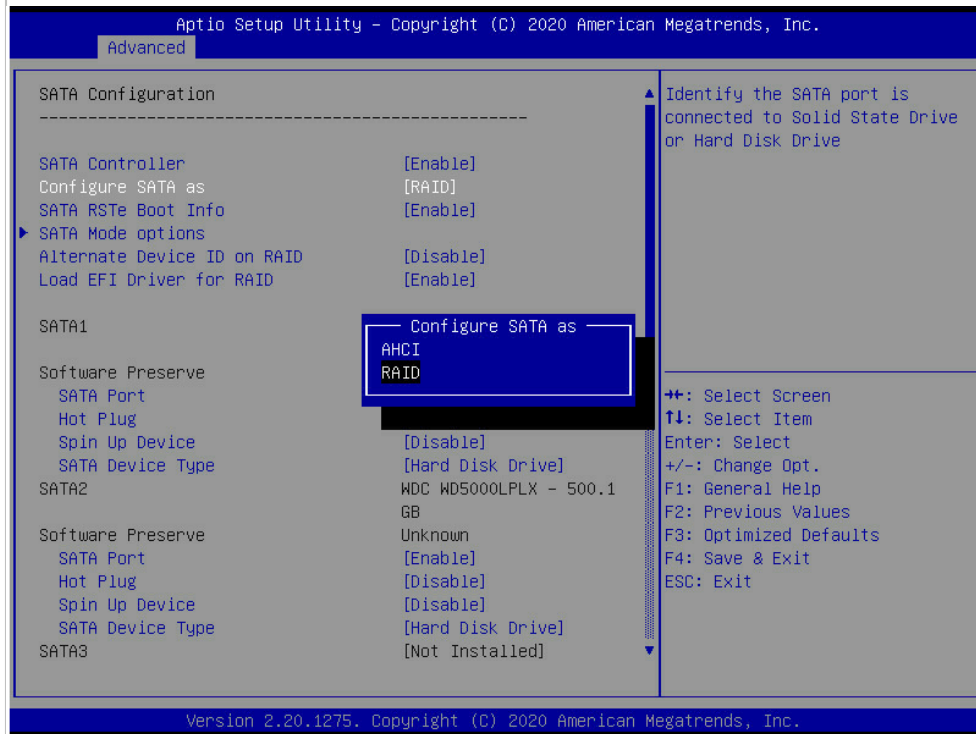 Aptio Setup Utility – Copyright (C) 2020 American Megatrends, Inc.
Advanced
SATA Configuration
--------------------------------------------------
SATA Controller [Enable]
Configure SATA as [RAID]
SATA RSTe Boot Info [Enable]
SATA Mode options
Alternate Device ID on RAID [Disable]
Load EFI Driver for RAID [Enable]
SATA1
Software Preserve
SATA Port
Hot Plug
Spin Up Device [Disable]
SATA Device Type [Hard Disk Drive]
SATA2 WDC WD5000LPLX – 500.1
GB
Software Preserve Unknown
SATA Port [Enable]
Hot Plug [Disable]
Spin Up Device [Disable]
SATA Device Type [Hard Disk Drive]
SATA3 [Not Installed]
Configure SATA as
AHCI
RAID
Identify the SATA port is
connected to Solid State Drive
or Hard Disk Drive
→←: Select Screen
↑↓: Select Item
Enter: Select
+/-: Change Opt.
F1: General Help
F2: Previous Values
F3: Optimized Defaults
F4: Save & Exit
ESC: Exit
Version 2.20.1275. Copyright (C) 2020 American Megatrends, Inc.